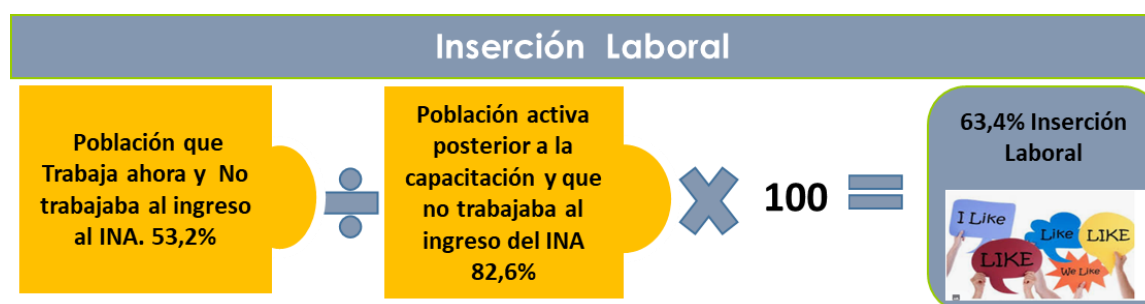 Inserción Laboral
Población que
Trabaja ahora y No
trabajaba al ingreso
al INA. 53,2%
Población activa
posterior a la
capacitación y que
no trabajaba al
ingreso del INA
82,6%
100
63,4% Inserción
Laboral
I Like
Like
LIKE
LIKE
We Like